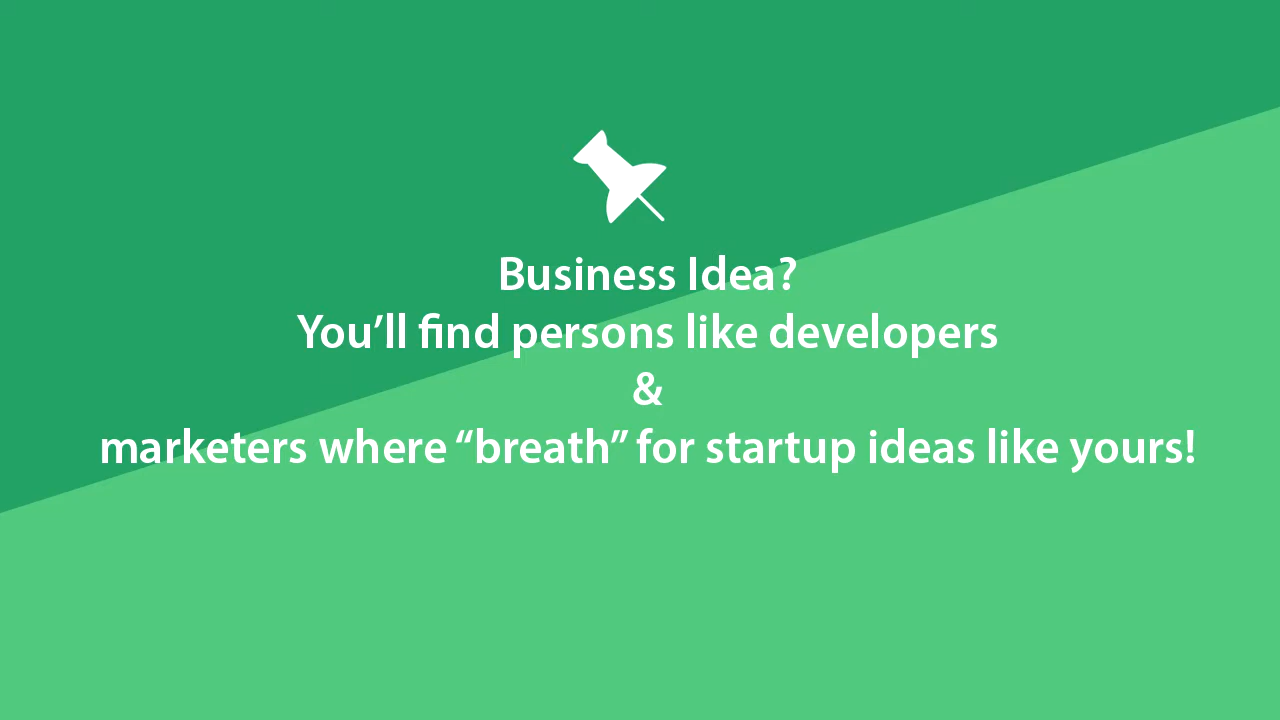 Business Idea?
You’ll find persons like developers
&
marketers where “breath” for startup ideas like yours!